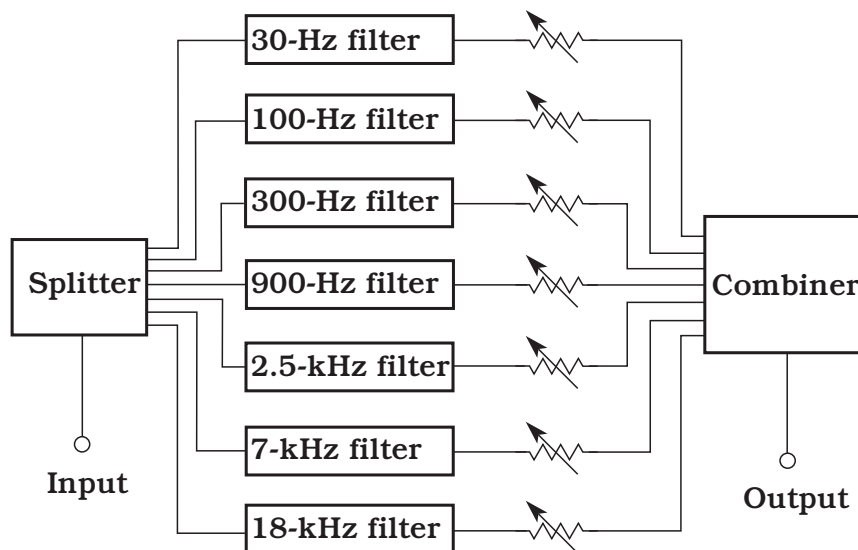 30-Hz filter
100-Hz filter
300-Hz filter
Splitter
900-Hz filter
Combiner
2.5-kHz filter
7-kHz filter
Input
Output
18-kHz filter